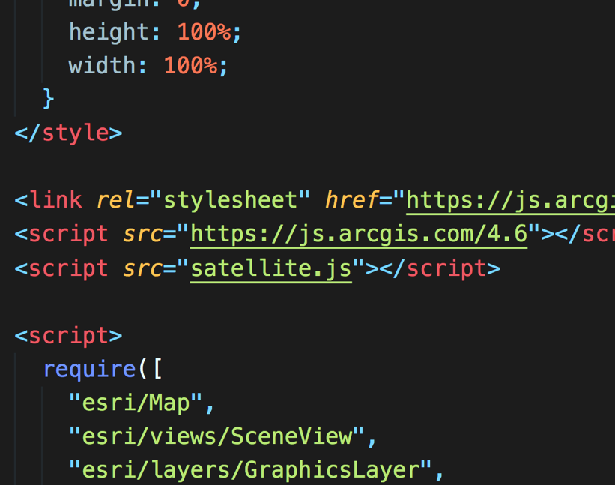 margin: 0;
height: 100%;
width: 100%;
}
</style>
<link rel="stylesheet" href="https://js.arcgi
<script src="https://js.arcgis.com/4.6"></scr
<script src="satellite.js"></script>
<script>
require([
"esri/Map",
"esri/views/SceneView",
"esri/layers/GraphicsLayer",